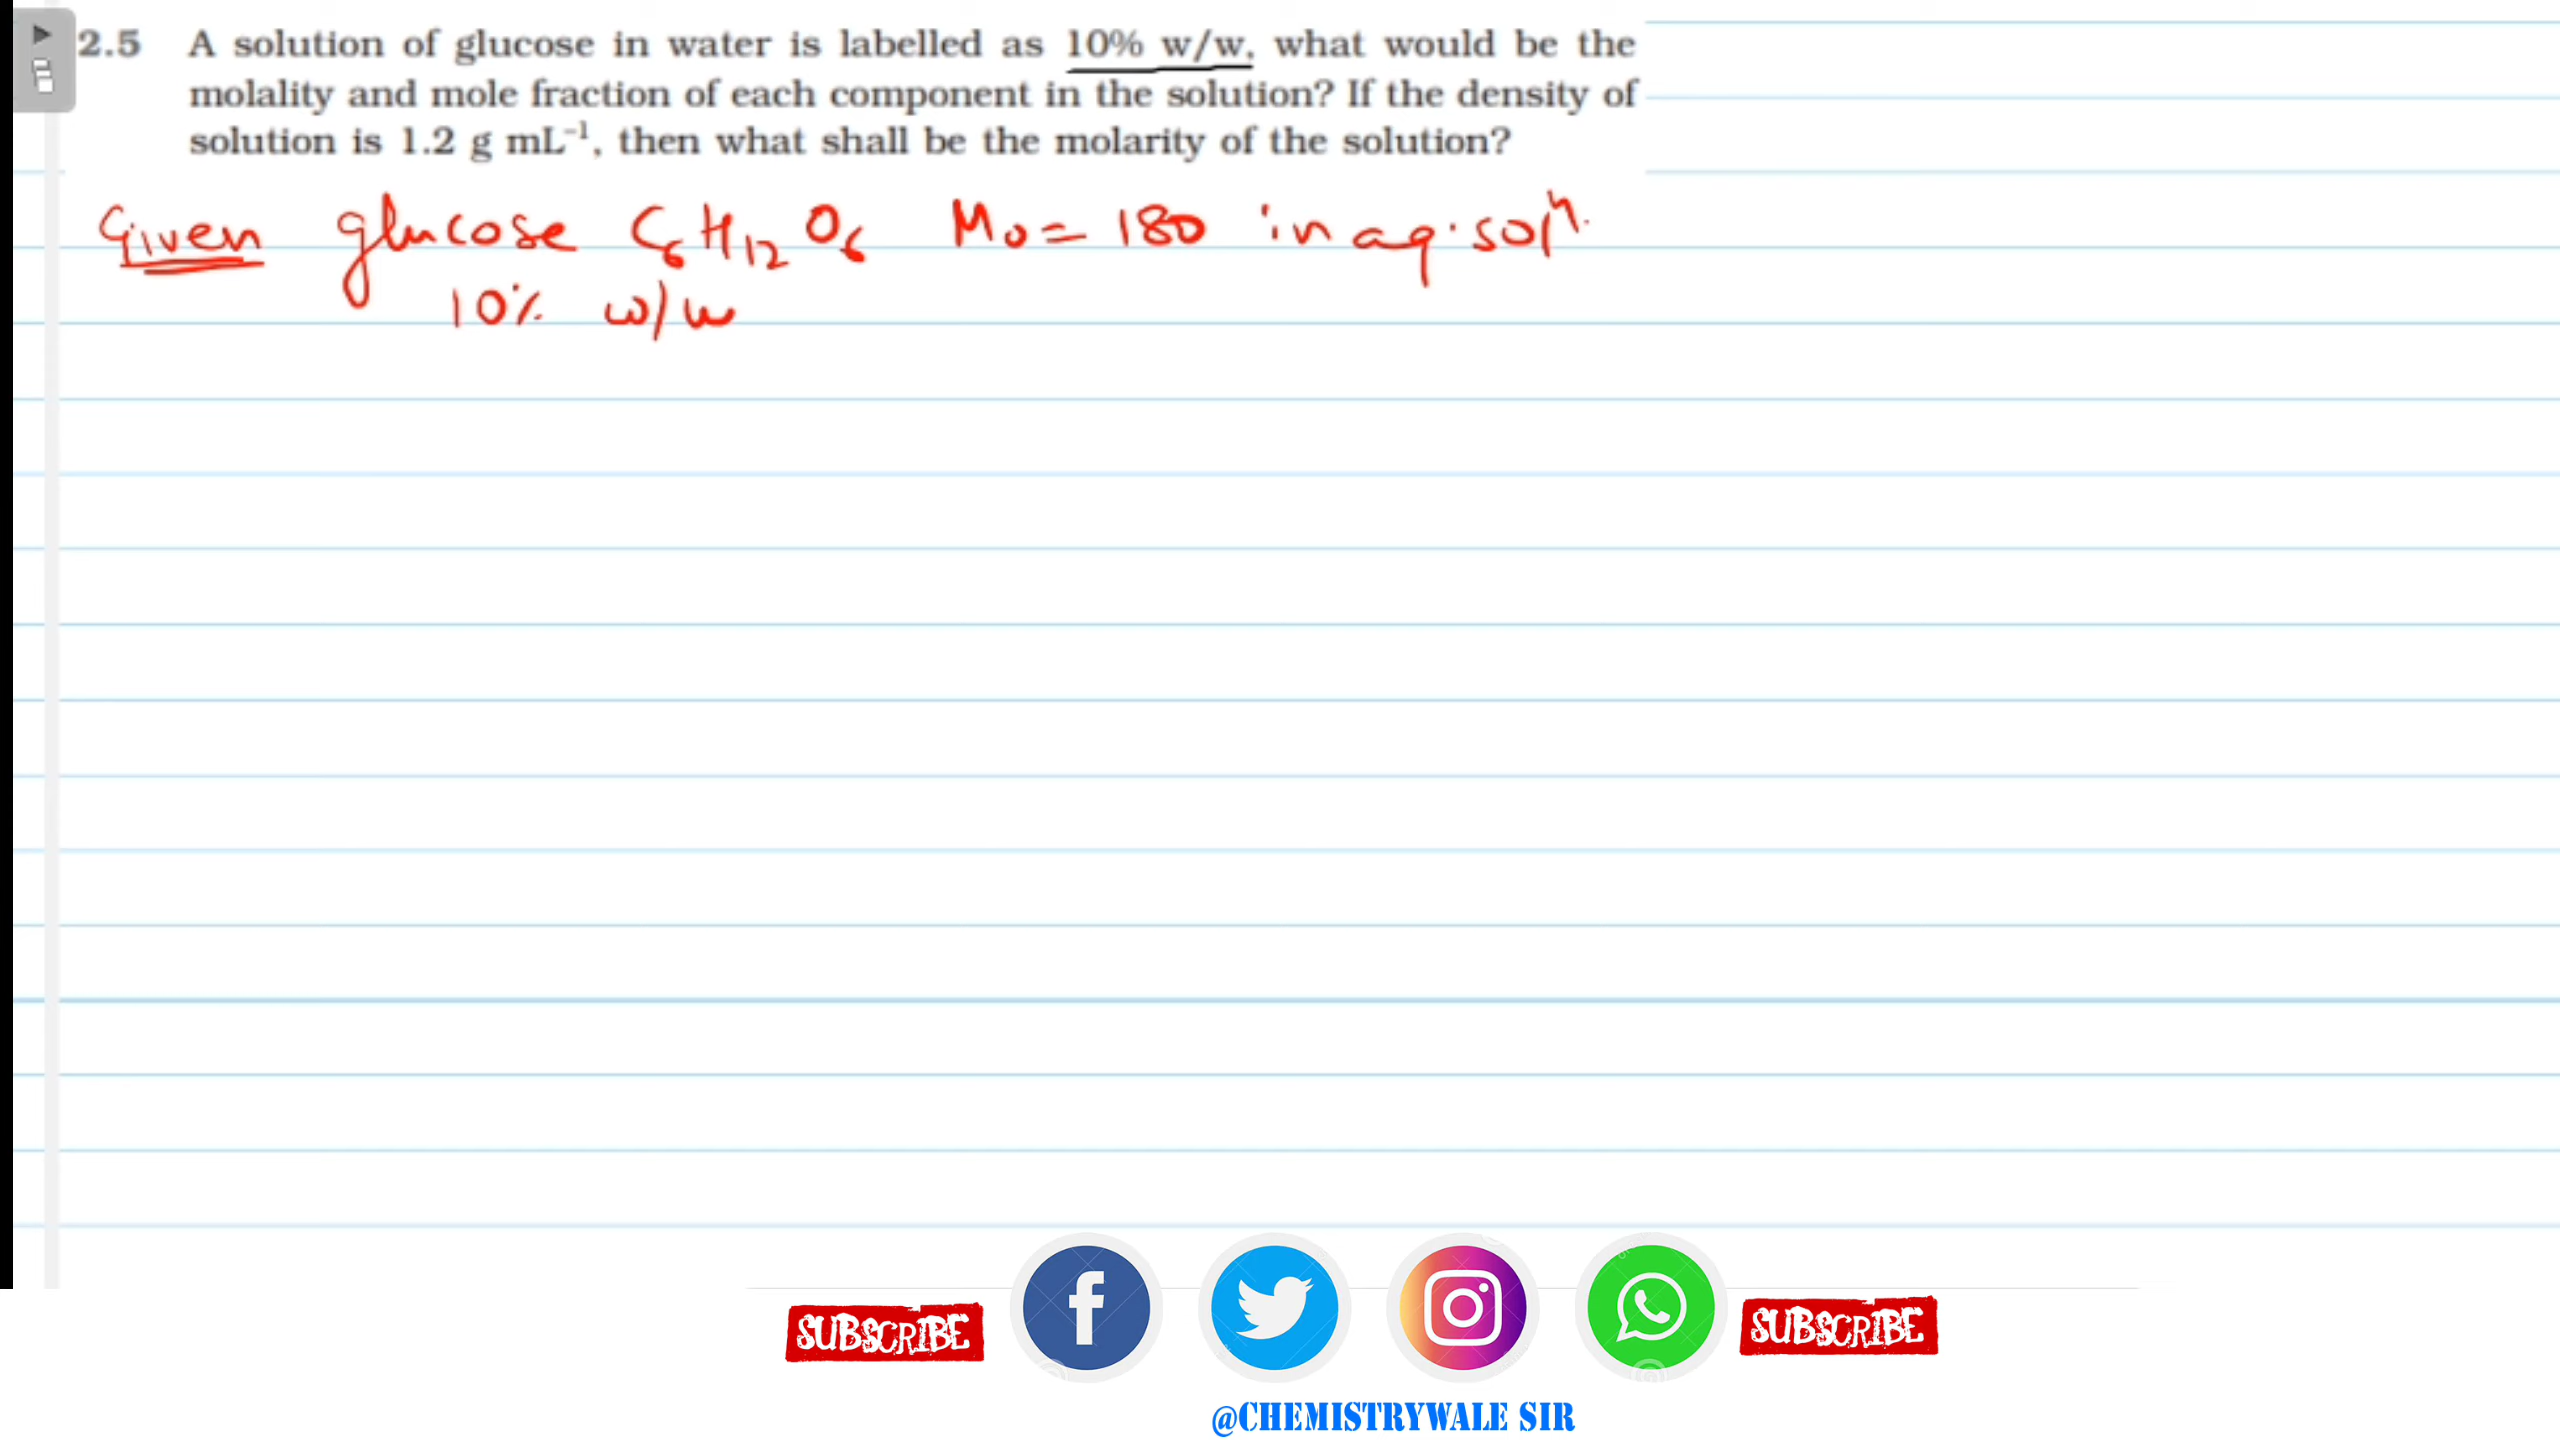 2.5 A solution of glucose in water is labelled as 10% w/w, what would be the
molality and mole fraction of each component in the solution? If the density of
solution is 1.2 g mL⁻¹, then what shall be the molarity of the solution?
Given glucose C₆H₁₂O₆ Mo = 180 in aq. solⁿ.
10% w/w
SUBSCRIBE
SUBSCRIBE
@CHEMISTRYWALE SIR